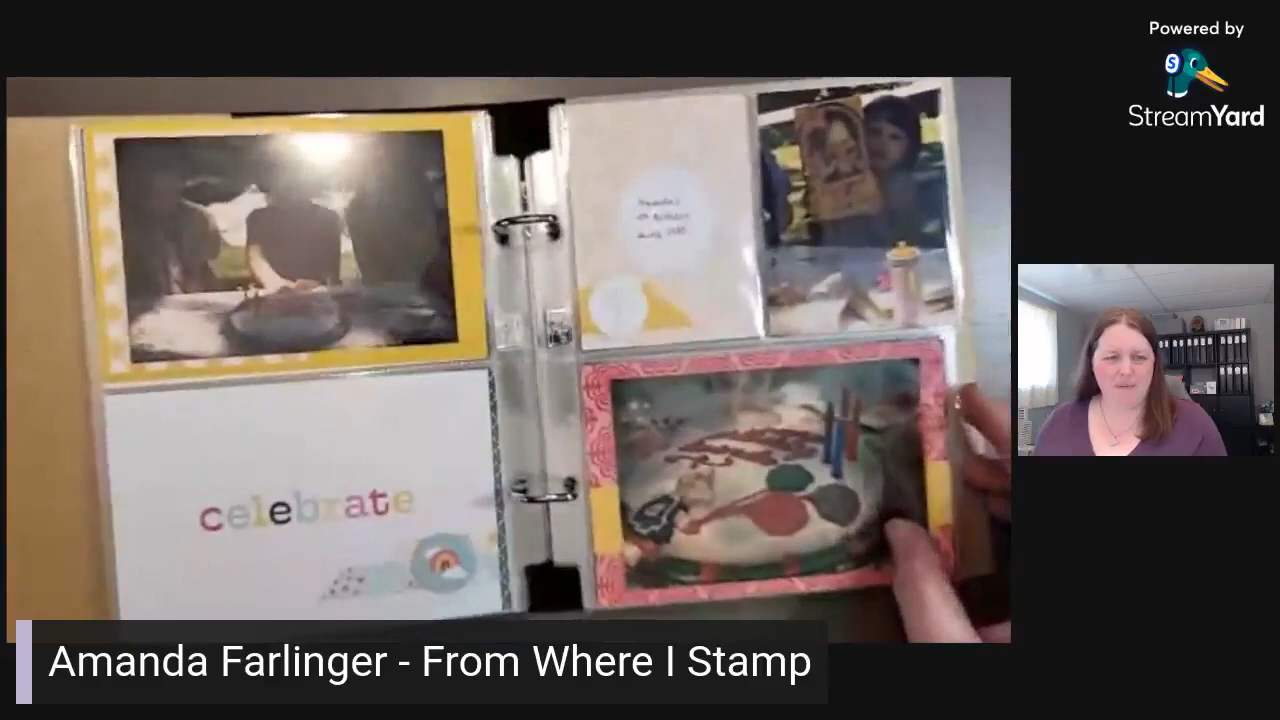 Powered by
S
StreamYard
celebrate
Amanda Farlinger - From Where I Stamp